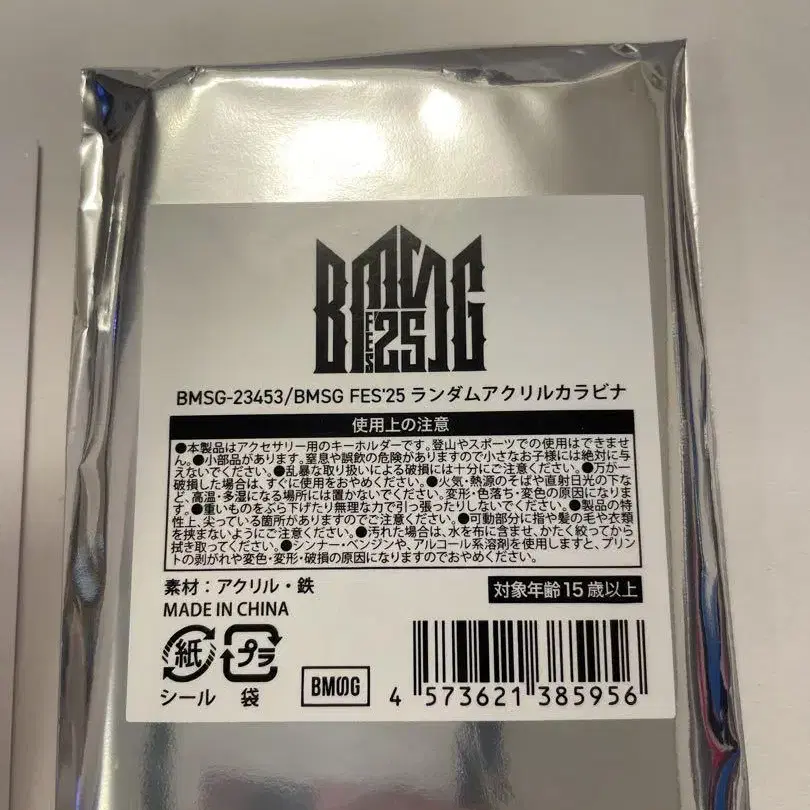 BMSG
FES'25
BMSG-23453/BMSG FES'25 ランダムアクリルカラビナ
使用上の注意
●本製品はアクセサリー用のキーホルダーです。登山やスポーツでの使用はできませ
ん。●小部品があります。窒息や誤飲の危険がありますので小さなお子様には絶対に与
えないでください。●乱暴な取り扱いによる破損には十分にご注意ください。●万が一
破損した場合は、すぐに使用をおやめください。●火気・熱源のそばや直射日光の下な
ど、高温・多湿になる場所には置かないでください。変形・色落ち・変色の原因になりま
す。●重いものをぶら下げたり無理な力で引っ張ったりしないでください。●製品の特
性上、尖っている箇所がありますのでご注意ください。●可動部分に指や髪の毛や衣類
を挟まないようにご注意ください。●汚れた場合は、水を布に含ませ、かたく絞ってから
拭き取ってください。●シンナー・ベンジンや、アルコール系溶剤を使用しますと、プリン
トの剥がれや変色・変形・破損の原因になりますのでおやめください。
素材：アクリル・鉄
対象年齢15歳以上
MADE IN CHINA
紙 プラ
シール 袋
BMSG
4 573621 385956